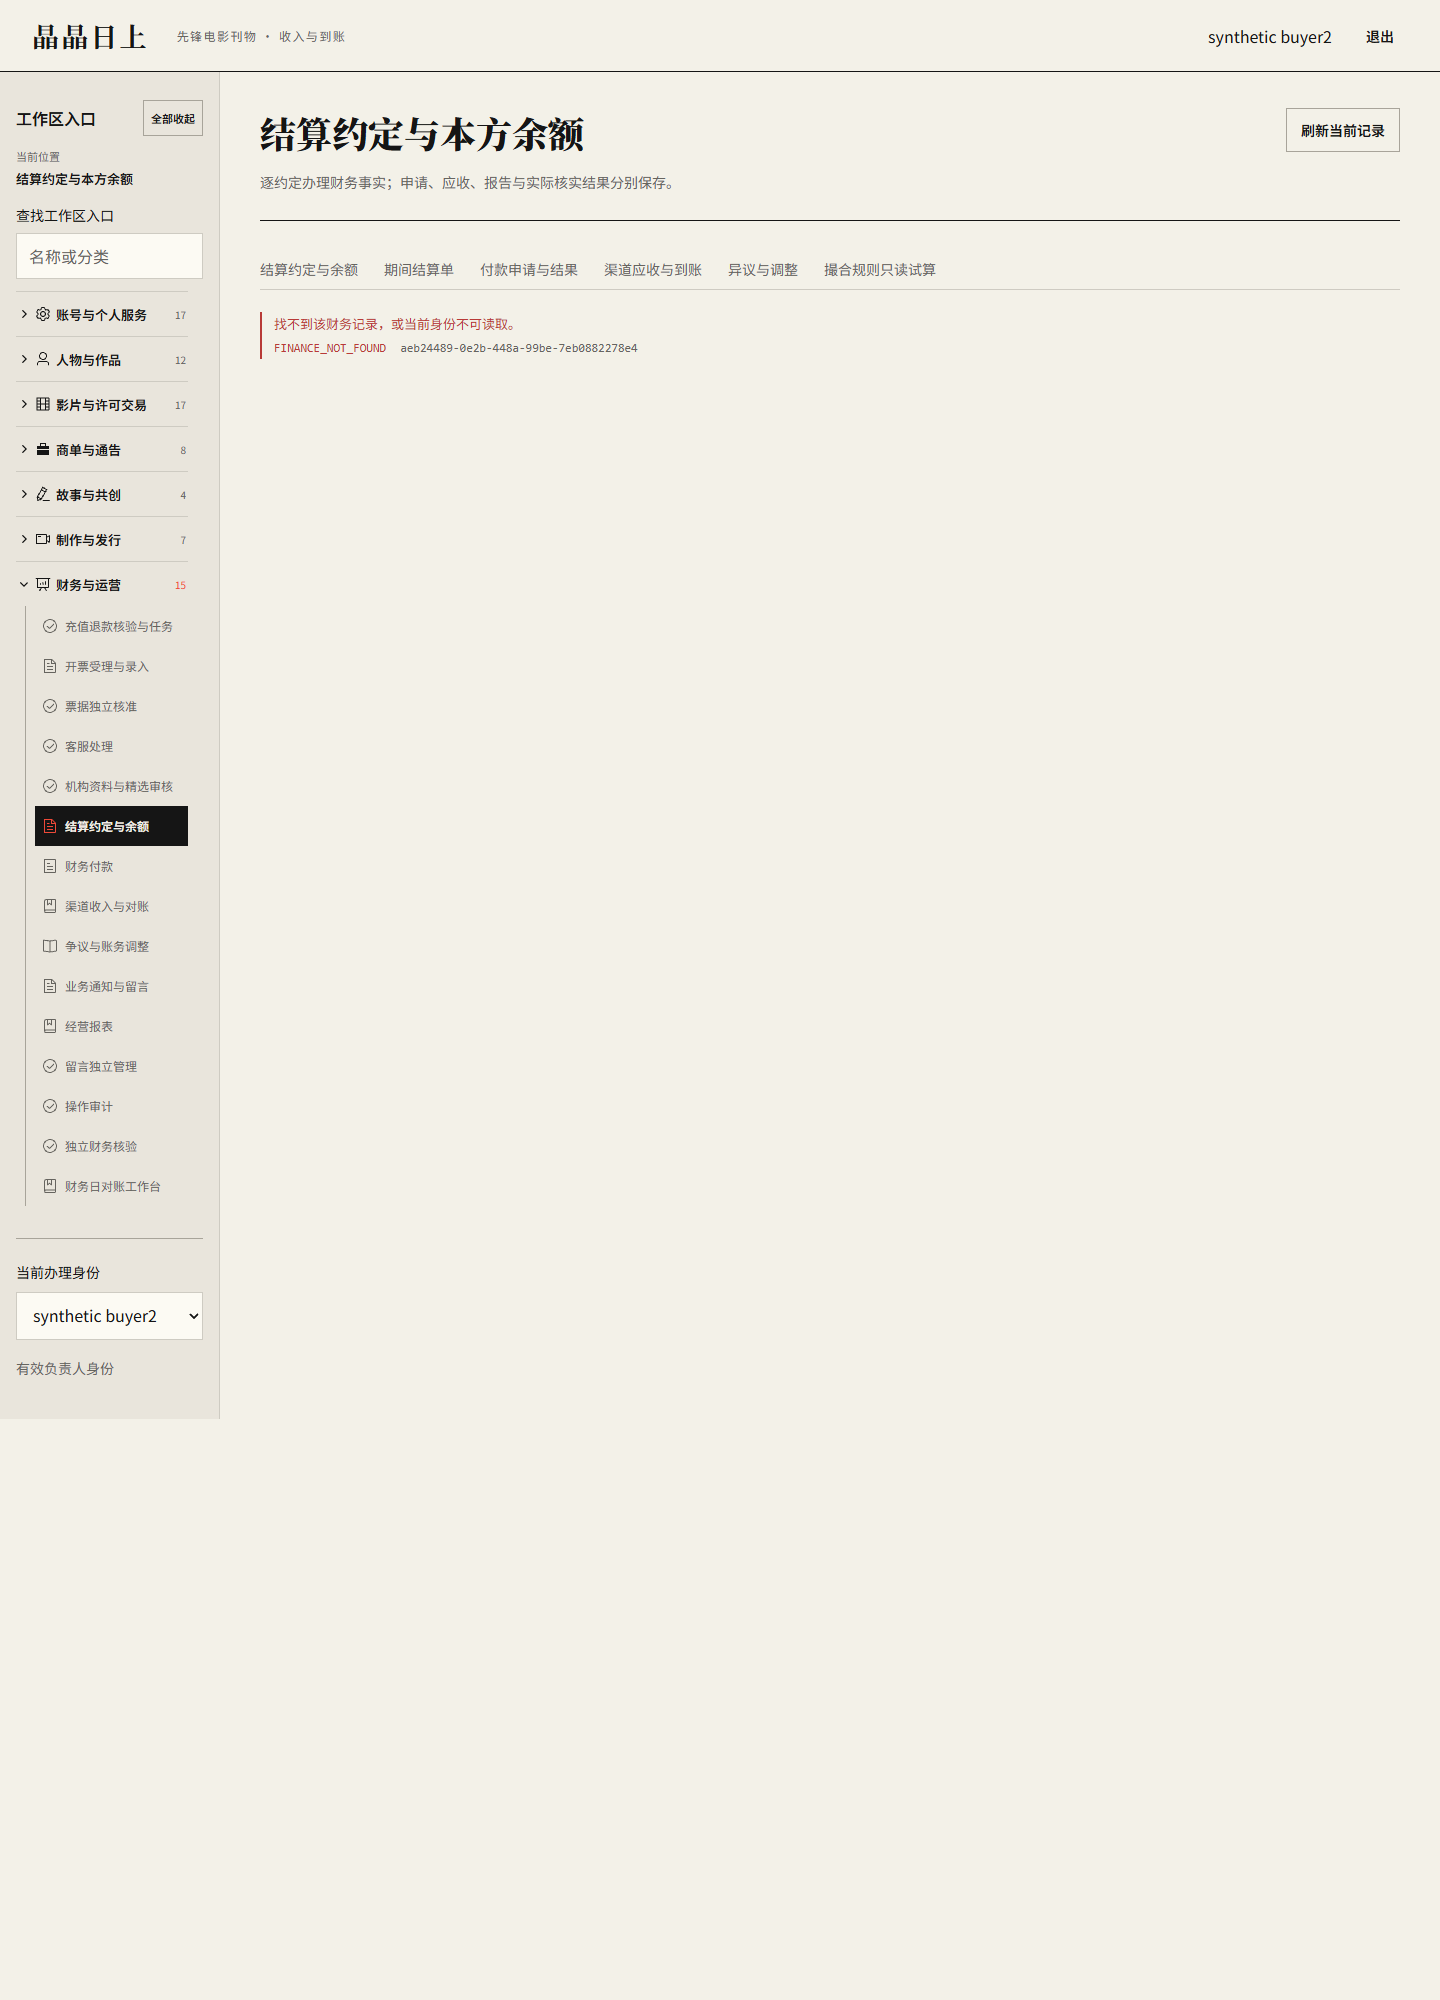 晶晶日上
先锋电影刊物 • 收入与到账
synthetic buyer2
退出
工作区入口
全部收起
当前位置
结算约定与本方余额
查找工作区入口
名称或分类
账号与个人服务 17
人物与作品 12
影片与许可交易 17
商单与通告 8
故事与共创 4
制作与发行 7
财务与运营 15
充值退款核验与任务
开票受理与录入
票据独立核准
客服处理
机构资料与精选审核
结算约定与余额
财务付款
渠道收入与对账
争议与账务调整
业务通知与留言
经营报表
留言独立管理
操作审计
独立财务核验
财务日对账工作台
当前办理身份
synthetic buyer2
有效负责人身份
结算约定与本方余额
刷新当前记录
逐约定办理财务事实；申请、应收、报告与实际核实结果分别保存。
结算约定与余额 期间结算单 付款申请与结果 渠道应收与到账 异议与调整 撮合规则只读试算
找不到该财务记录，或当前身份不可读取。
FINANCE_NOT_FOUND aeb24489-0e2b-448a-99be-7eb0882278e4